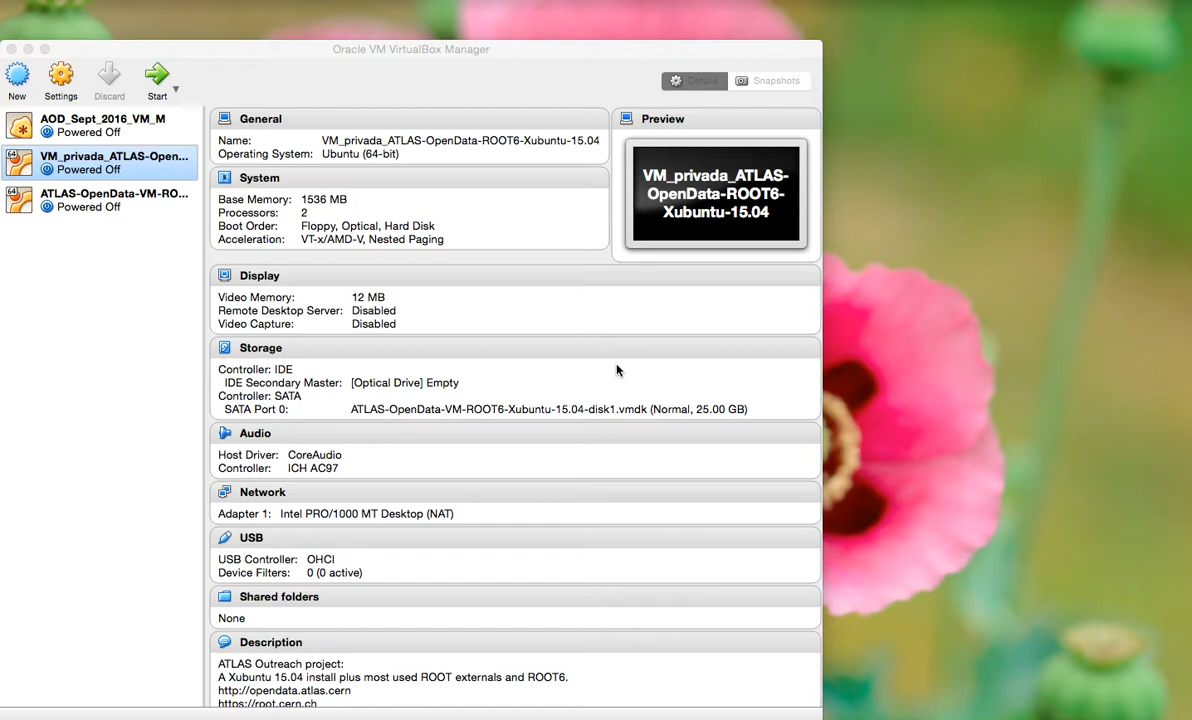 Oracle VM VirtualBox Manager
New Settings Discard Start Details Snapshots
AOD_Sept_2016_VM_M
Powered Off
64 VM_privada_ATLAS-Open...
Powered Off
64 ATLAS-OpenData-VM-RO...
Powered Off
General
Name: VM_privada_ATLAS-OpenData-ROOT6-Xubuntu-15.04
Operating System: Ubuntu (64-bit)
Preview
VM_privada_ATLAS-
OpenData-ROOT6-
Xubuntu-15.04
System
Base Memory: 1536 MB
Processors: 2
Boot Order: Floppy, Optical, Hard Disk
Acceleration: VT-x/AMD-V, Nested Paging
Display
Video Memory: 12 MB
Remote Desktop Server: Disabled
Video Capture: Disabled
Storage
Controller: IDE
IDE Secondary Master: [Optical Drive] Empty
Controller: SATA
SATA Port 0: ATLAS-OpenData-VM-ROOT6-Xubuntu-15.04-disk1.vmdk (Normal, 25.00 GB)
Audio
Host Driver: CoreAudio
Controller: ICH AC97
Network
Adapter 1: Intel PRO/1000 MT Desktop (NAT)
USB
USB Controller: OHCI
Device Filters: 0 (0 active)
Shared folders
None
Description
ATLAS Outreach project:
A Xubuntu 15.04 install plus most used ROOT externals and ROOT6.
http://opendata.atlas.cern
https://root.cern.ch